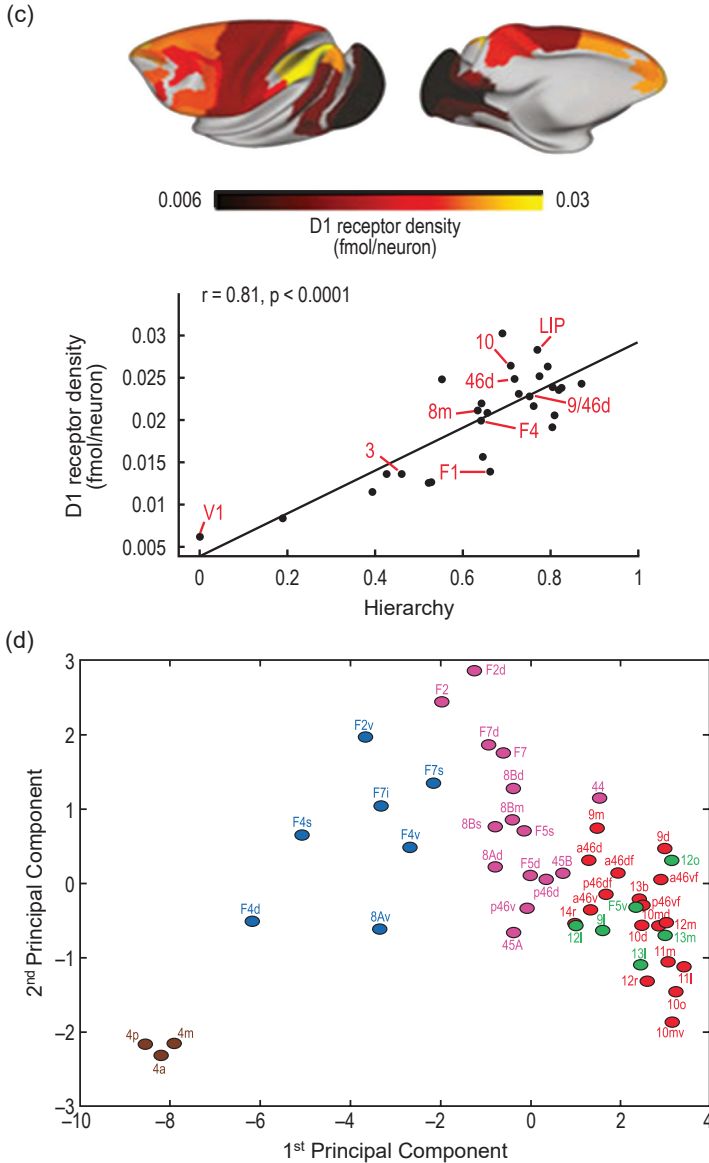 (c)
0.006
0.03
D1 receptor density
(fmol/neuron)
r = 0.81, p < 0.0001
D1 receptor density
(fmol/neuron)
0.03
0.025
0.02
0.015
0.01
0.005
LIP
10
46d
8m
9/46d
F4
3
F1
V1
0
0.2
0.4
0.6
0.8
1
Hierarchy
(d)
2nd Principal Component
3
2
1
0
−1
−2
−3
F2d
F2
F2v
F7d
F7
F7s
8Bd
F7i
44
8Bm
9m
8Bs
F5s
F4s
F4v
9d
12o
a46d
8Ad
F5d
45B
a46df
a46vf
p46d
p46df
13b
p46v
a46v
p46vf
F5v
10md
12m
F4d
8Av
14r
9l
12l
10d
13m
45A
11m
13l
11l
12r
10o
10mv
4p
4m
4a
−10
−8
−6
−4
−2
0
2
4
1st Principal Component